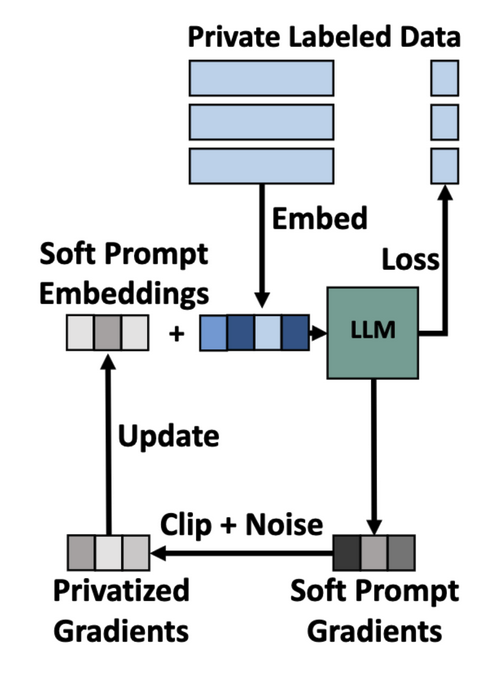 Private Labeled Data
Embed
Soft Prompt
Embeddings
Loss
+
LLM
Update
Clip + Noise
Privatized
Gradients
Soft Prompt
Gradients